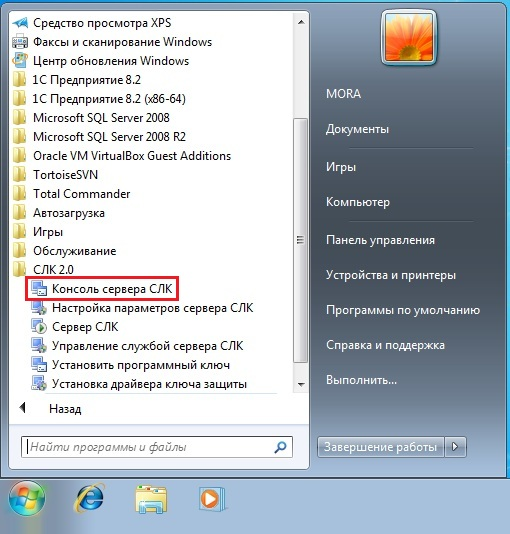 Средство просмотра XPS
Факсы и сканирование Windows
Центр обновления Windows
1С Предприятие 8.2
1С Предприятие 8.2 (x86-64)
Microsoft SQL Server 2008
Microsoft SQL Server 2008 R2
Oracle VM VirtualBox Guest Additions
TortoiseSVN
Total Commander
Автозагрузка
Игры
Обслуживание
СЛК 2.0
Консоль сервера СЛК
Настройка параметров сервера СЛК
Сервер СЛК
Управление службой сервера СЛК
Установить программный ключ
Установка драйвера ключа защиты
Назад
Найти программы и файлы
MORA
Документы
Игры
Компьютер
Панель управления
Устройства и принтеры
Программы по умолчанию
Справка и поддержка
Выполнить...
Завершение работы